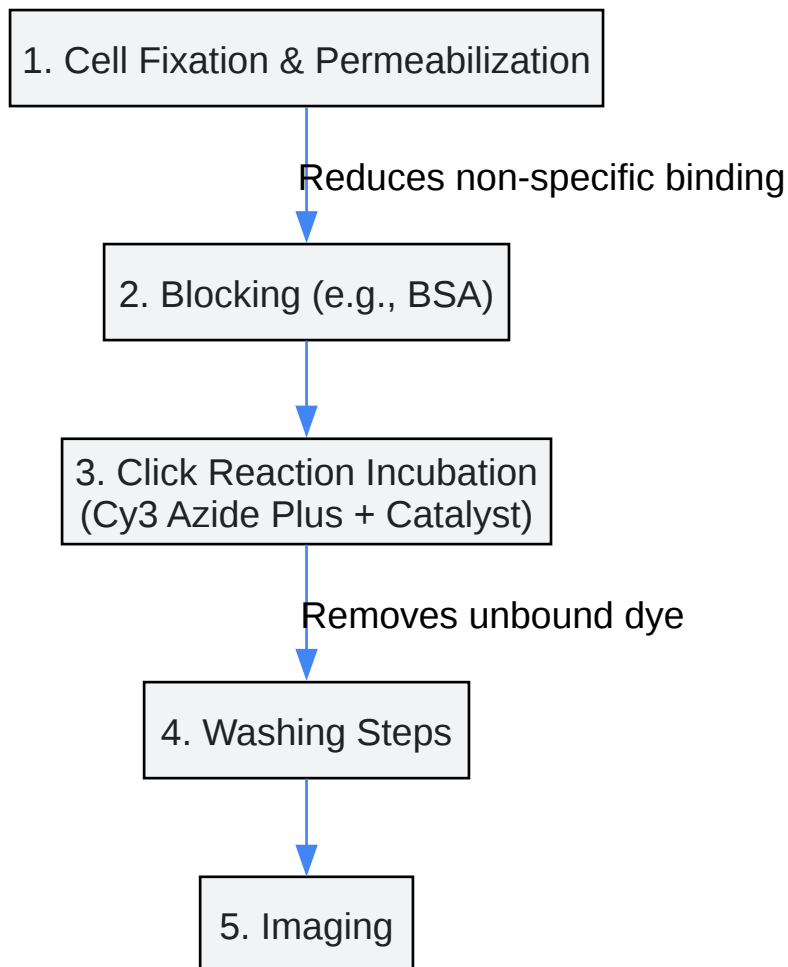 1. Cell Fixation & Permeabilization
Reduces non-specific binding
2. Blocking (e.g., BSA)
3. Click Reaction Incubation
(Cy3 Azide Plus + Catalyst)
Removes unbound dye
4. Washing Steps
5. Imaging